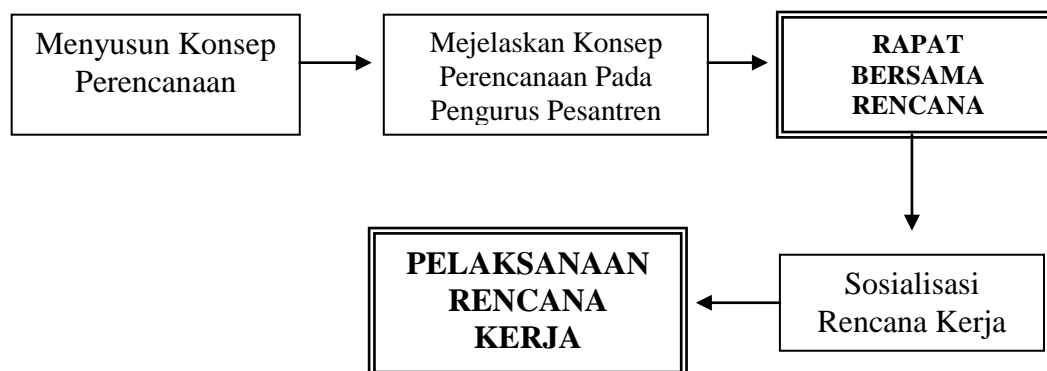 Menyusun Konsep
Perencanaan
Mejelaskan Konsep
Perencanaan Pada
Pengurus Pesantren
RAPAT
BERSAMA
RENCANA
PELAKSANAAN
RENCANA
KERJA
Sosialisasi
Rencana Kerja